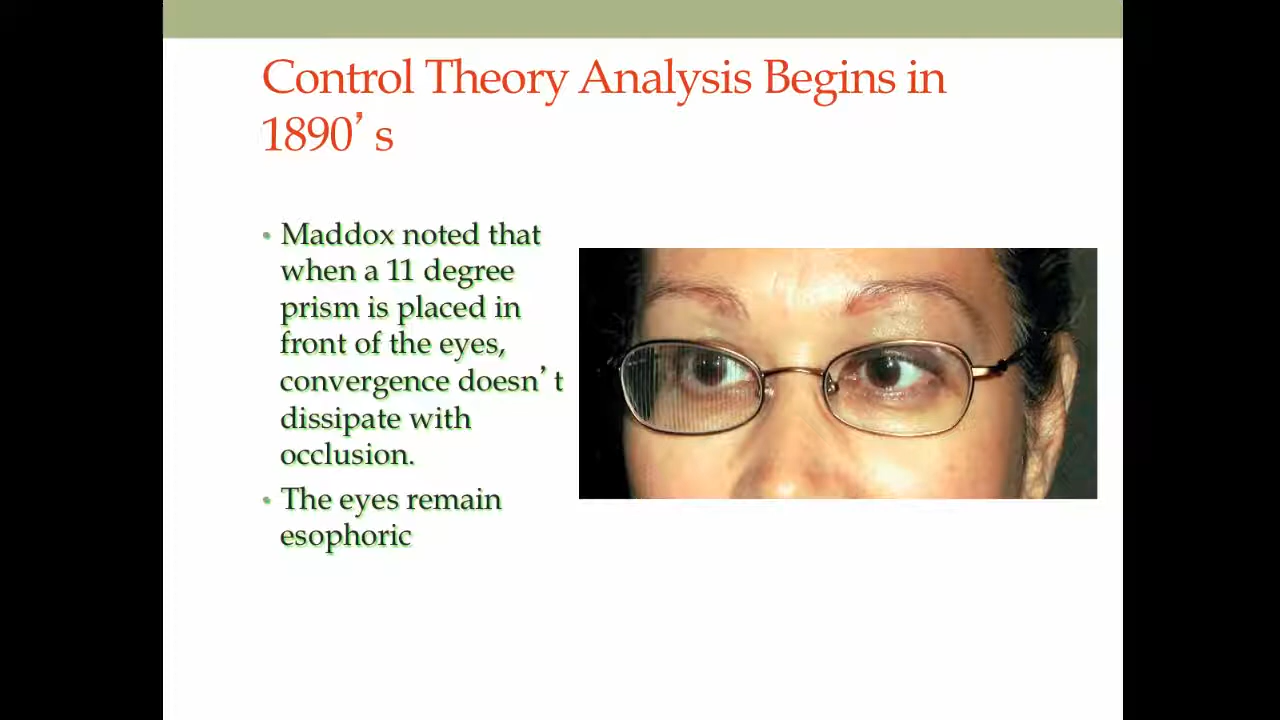 Control Theory Analysis Begins in
1890’s
• Maddox noted that
when a 11 degree
prism is placed in
front of the eyes,
convergence doesn’t
dissipate with
occlusion.
• The eyes remain
esophoric